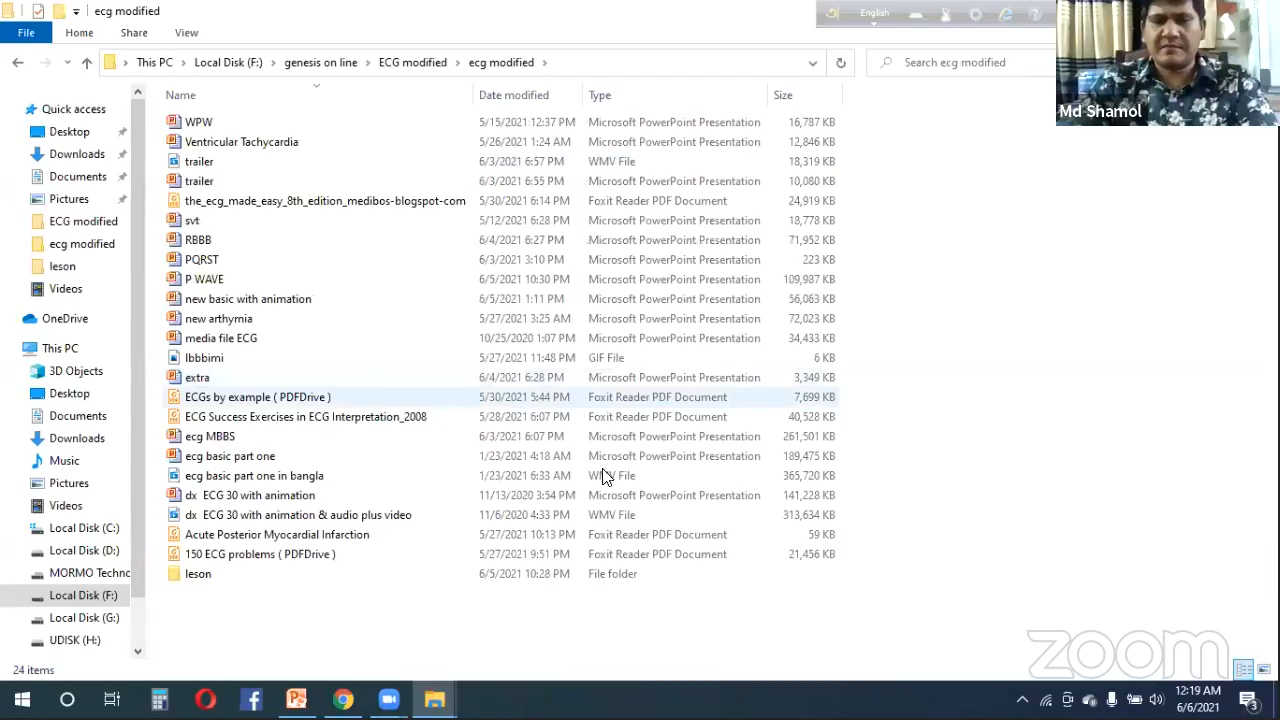 ecg modified
English
File Home Share View
This PC Local Disk (F:) genesis on line ECG modified ecg modified
Search ecg modified
Md Shamol
Name Date modified Type Size
Quick access
Desktop
Downloads
Documents
Pictures
ECG modified
ecg modified
leson
Videos
OneDrive
This PC
3D Objects
Desktop
Documents
Downloads
Music
Pictures
Videos
Local Disk (C:)
Local Disk (D:)
MORMO Techno
Local Disk (F:)
Local Disk (G:)
UDISK (H:)
WPW 5/15/2021 12:37 PM Microsoft PowerPoint Presentation 16,787 KB
Ventricular Tachycardia 5/26/2021 1:24 AM Microsoft PowerPoint Presentation 12,846 KB
trailer 6/3/2021 6:57 PM WMV File 18,319 KB
trailer 6/3/2021 6:55 PM Microsoft PowerPoint Presentation 10,080 KB
the_ecg_made_easy_8th_edition_medibos-blogspot-com 5/30/2021 6:14 PM Foxit Reader PDF Document 24,919 KB
svt 5/12/2021 6:28 PM Microsoft PowerPoint Presentation 18,778 KB
RBBB 6/4/2021 6:27 PM Microsoft PowerPoint Presentation 71,952 KB
PQRST 6/3/2021 3:10 PM Microsoft PowerPoint Presentation 223 KB
P WAVE 6/5/2021 10:30 PM Microsoft PowerPoint Presentation 109,987 KB
new basic with animation 6/5/2021 1:11 PM Microsoft PowerPoint Presentation 56,063 KB
new arthymia 5/27/2021 3:25 AM Microsoft PowerPoint Presentation 72,023 KB
media file ECG 10/25/2020 1:07 PM Microsoft PowerPoint Presentation 34,433 KB
lbbbimi 5/27/2021 11:48 PM GIF File 6 KB
extra 6/4/2021 6:28 PM Microsoft PowerPoint Presentation 3,349 KB
ECGs by example ( PDFDrive ) 5/30/2021 5:44 PM Foxit Reader PDF Document 7,699 KB
ECG Success Exercises in ECG Interpretation_2008 5/28/2021 6:07 PM Foxit Reader PDF Document 40,528 KB
ecg MBBS 6/3/2021 6:07 PM Microsoft PowerPoint Presentation 261,501 KB
ecg basic part one 1/23/2021 4:18 AM Microsoft PowerPoint Presentation 189,475 KB
ecg basic part one in bangla 1/23/2021 6:33 AM WMV File 365,720 KB
dx ECG 30 with animation 11/13/2020 3:54 PM Microsoft PowerPoint Presentation 141,228 KB
dx ECG 30 with animation & audio plus video 11/6/2020 4:33 PM WMV File 313,634 KB
Acute Posterior Myocardial Infarction 5/27/2021 10:13 PM Foxit Reader PDF Document 59 KB
150 ECG problems ( PDFDrive ) 5/27/2021 9:51 PM Foxit Reader PDF Document 21,456 KB
leson 6/5/2021 10:28 PM File folder
24 items
zoom
12:19 AM
6/6/2021
3